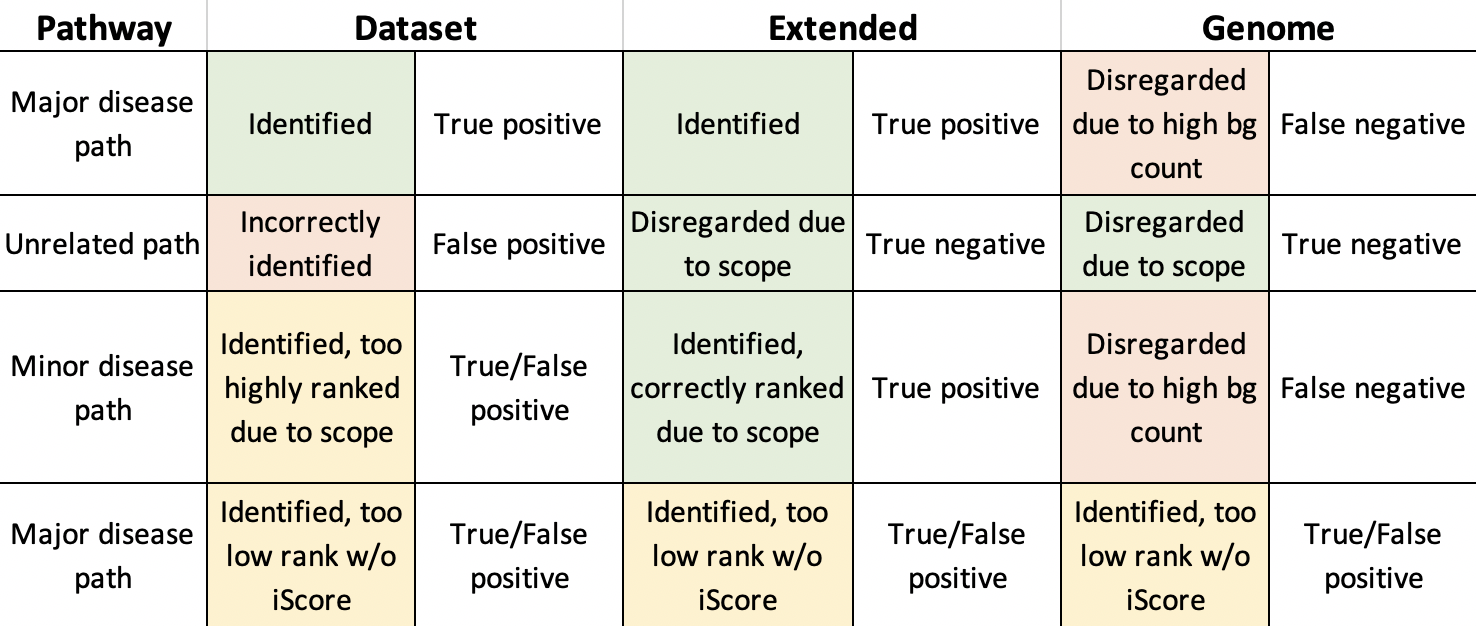 Pathway
Dataset
Extended
Genome
Major disease
path
Identified
True positive
Identified
True positive
Disregarded
due to high bg
count
False negative
Unrelated path
Incorrectly
identified
False positive
Disregarded due
to scope
True negative
Disregarded
due to scope
True negative
Minor disease
path
Identified, too
highly ranked
due to scope
True/False
positive
Identified,
correctly ranked
due to scope
True positive
Disregarded
due to high bg
count
False negative
Major disease
path
Identified, too
low rank w/o
iScore
True/False
positive
Identified, too
low rank w/o
iScore
True/False
positive
Identified, too
low rank w/o
iScore
True/False
positive